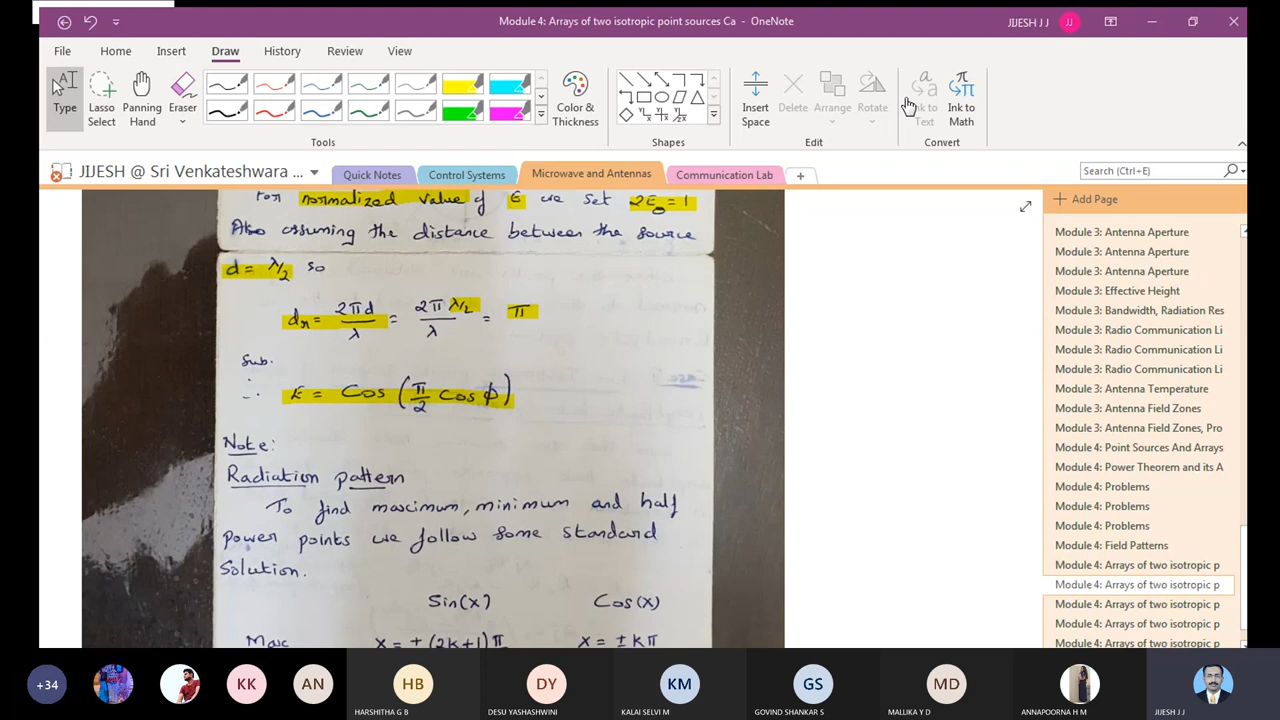 Module 4: Arrays of two isotropic point sources Ca - OneNote
JIJESH J J
JJ
File Home Insert Draw History Review View
Type
Lasso Select
Panning Hand
Eraser
Color & Thickness
Insert Space
Delete
Arrange
Rotate
Ink to Text
Ink to Math
Tools
Shapes
Edit
Convert
JIJESH @ Sri Venkateshwara ...
Quick Notes
Control Systems
Microwave and Antennas
Communication Lab
Search (Ctrl+E)
Add Page
For normalized value of E we set 2E₀ = 1
Also assuming the distance between the source
d = λ/2 so
dr = 2πd/λ = 2π λ/2 / λ = π
Sub.
∴ E = Cos (π/2 Cos ϕ)
Note:
Radiation pattern
To find maximum, minimum and half
power points we follow some standard
Solution.
Sin(x) Cos(x)
Max x = ± (2k+1)π x = ± kπ
Module 3: Antenna Aperture
Module 3: Antenna Aperture
Module 3: Antenna Aperture
Module 3: Effective Height
Module 3: Bandwidth, Radiation Res
Module 3: Radio Communication Li
Module 3: Radio Communication Li
Module 3: Radio Communication Li
Module 3: Antenna Temperature
Module 3: Antenna Field Zones
Module 3: Antenna Field Zones, Pro
Module 4: Point Sources And Arrays
Module 4: Power Theorem and its A
Module 4: Problems
Module 4: Problems
Module 4: Problems
Module 4: Field Patterns
Module 4: Arrays of two isotropic p
Module 4: Arrays of two isotropic p
Module 4: Arrays of two isotropic p
Module 4: Arrays of two isotropic p
Module 4: Arrays of two isotropic p
+34
KK
AN
HB
HARSHITHA G B
DY
DESU YASHASHWINI
KM
KALAI SELVI M
GS
GOVIND SHANKAR S
MD
MALLIKA Y D
ANNAPOORNA H M
JIJESH J J